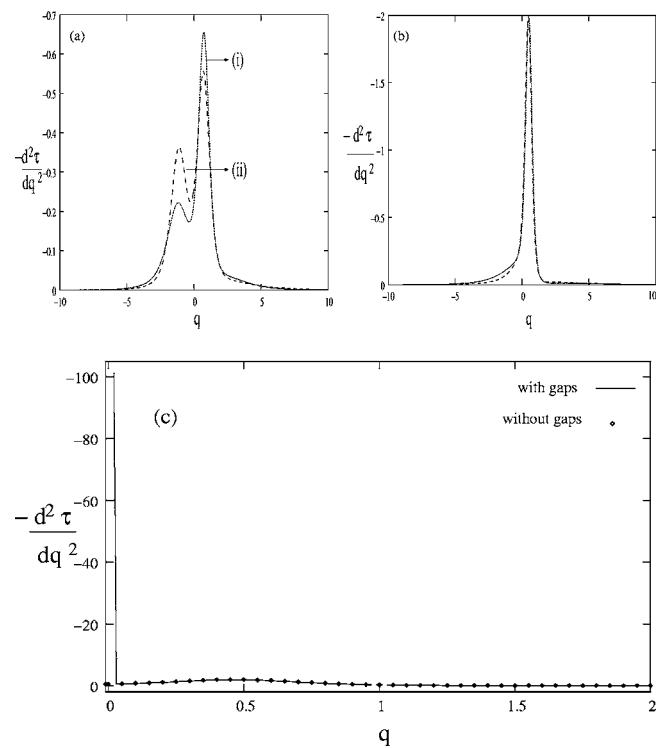 (a)
-0.7
-0.6
-0.5
-0.4
-0.3
-0.2
-0.1
0
-d²τ
dq²
(i)
(ii)
-10 -5 0 5 10
q
(b)
-2
-1.5
-1
-0.5
0
-d²τ
dq²
-10 -5 0 5 10
q
(c)
-100
-80
-60
-40
-20
0
- d² τ
dq ²
with gaps
without gaps
0 0.5 1 1.5 2
q